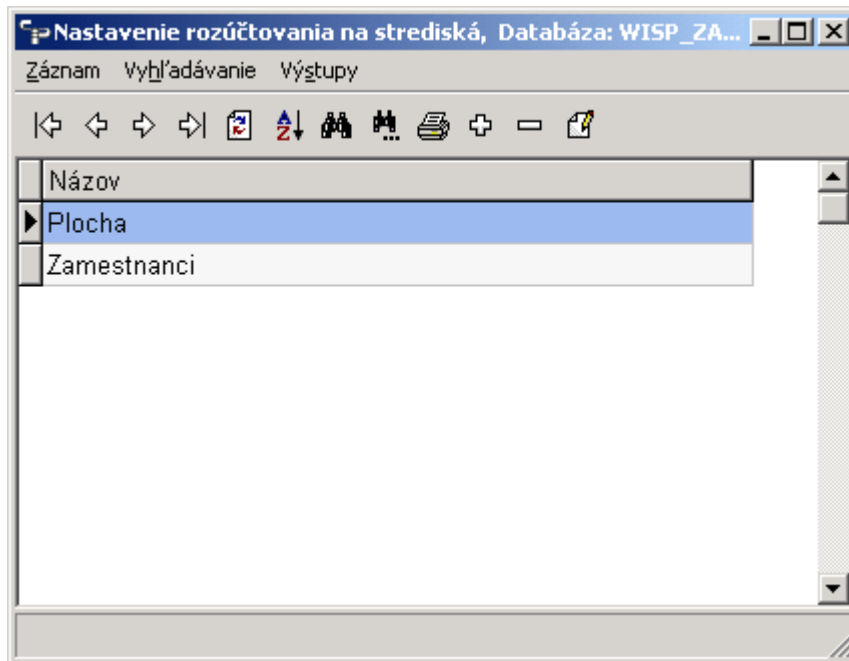 Nastavenie rozúčtovania na strediská, Databáza: WISP_ZA...
Záznam Vyhľadávanie Výstupy
Názov
Plocha
Zamestnanci